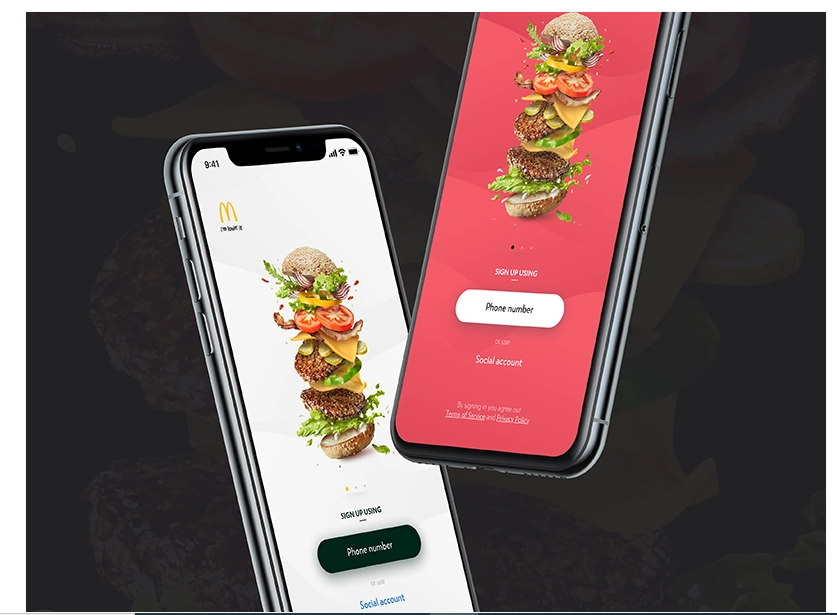 9:41
i'm lovin' it
SIGN UP USING
Phone number
or use
Social account
SIGN UP USING
Phone number
or use
Social account
By signing in you agree our
Terms of Service and Privacy Policy